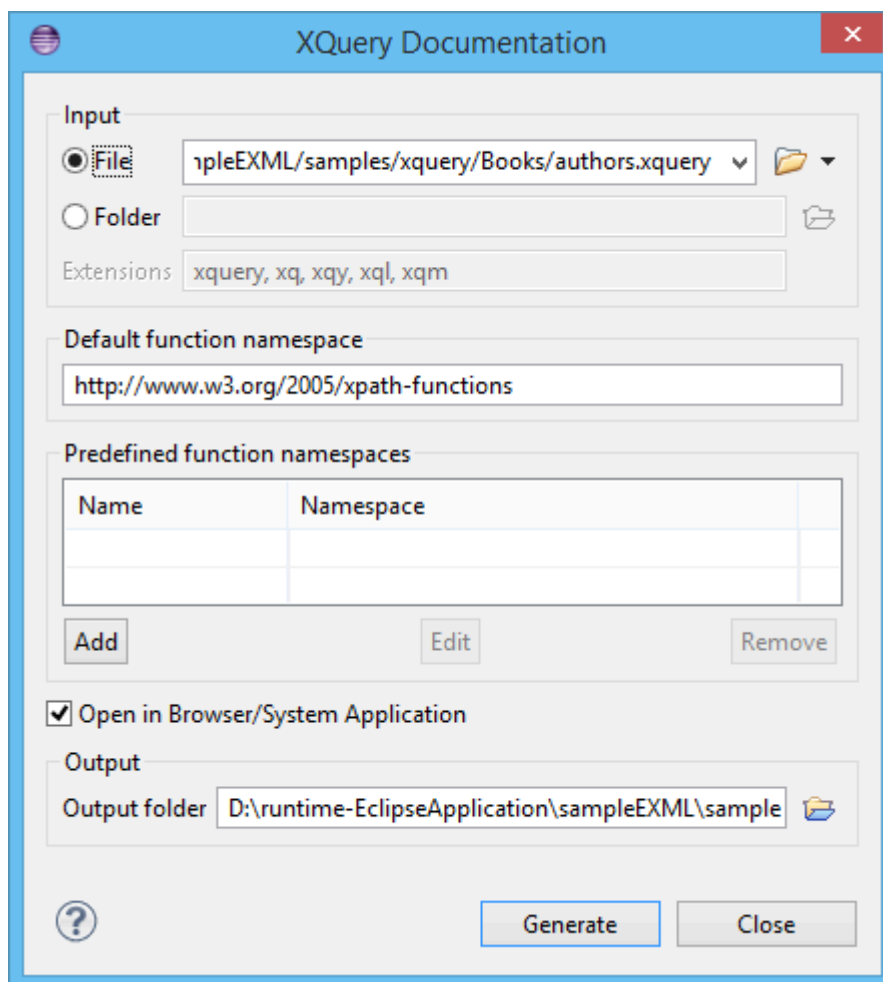 XQuery Documentation
Input
File
mpleEXML/samples/xquery/Books/authors.xquery
Folder
Extensions xquery, xq, xqy, xql, xqm
Default function namespace
http://www.w3.org/2005/xpath-functions
Predefined function namespaces
Name Namespace
Add Edit Remove
Open in Browser/System Application
Output
Output folder D:\runtime-EclipseApplication\sampleEXML\sample
Generate Close